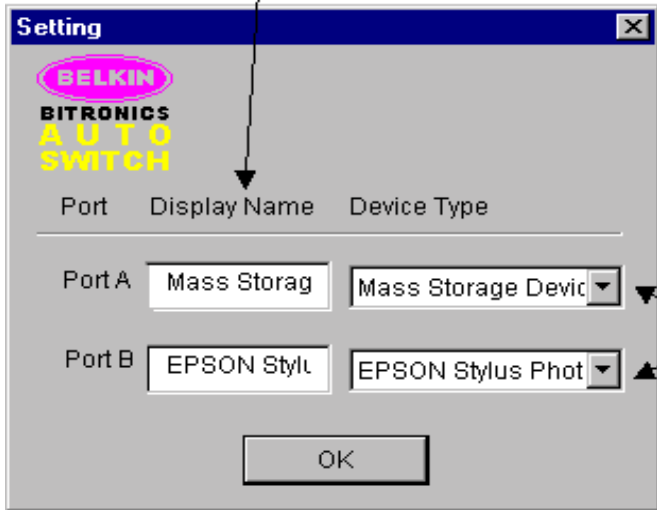 Setting
BELKIN
BITRONICS
AUTO
SWITCH
Port Display Name Device Type
Port A Mass Storag Mass Storage Devic
Port B EPSON Stylu EPSON Stylus Phot
OK